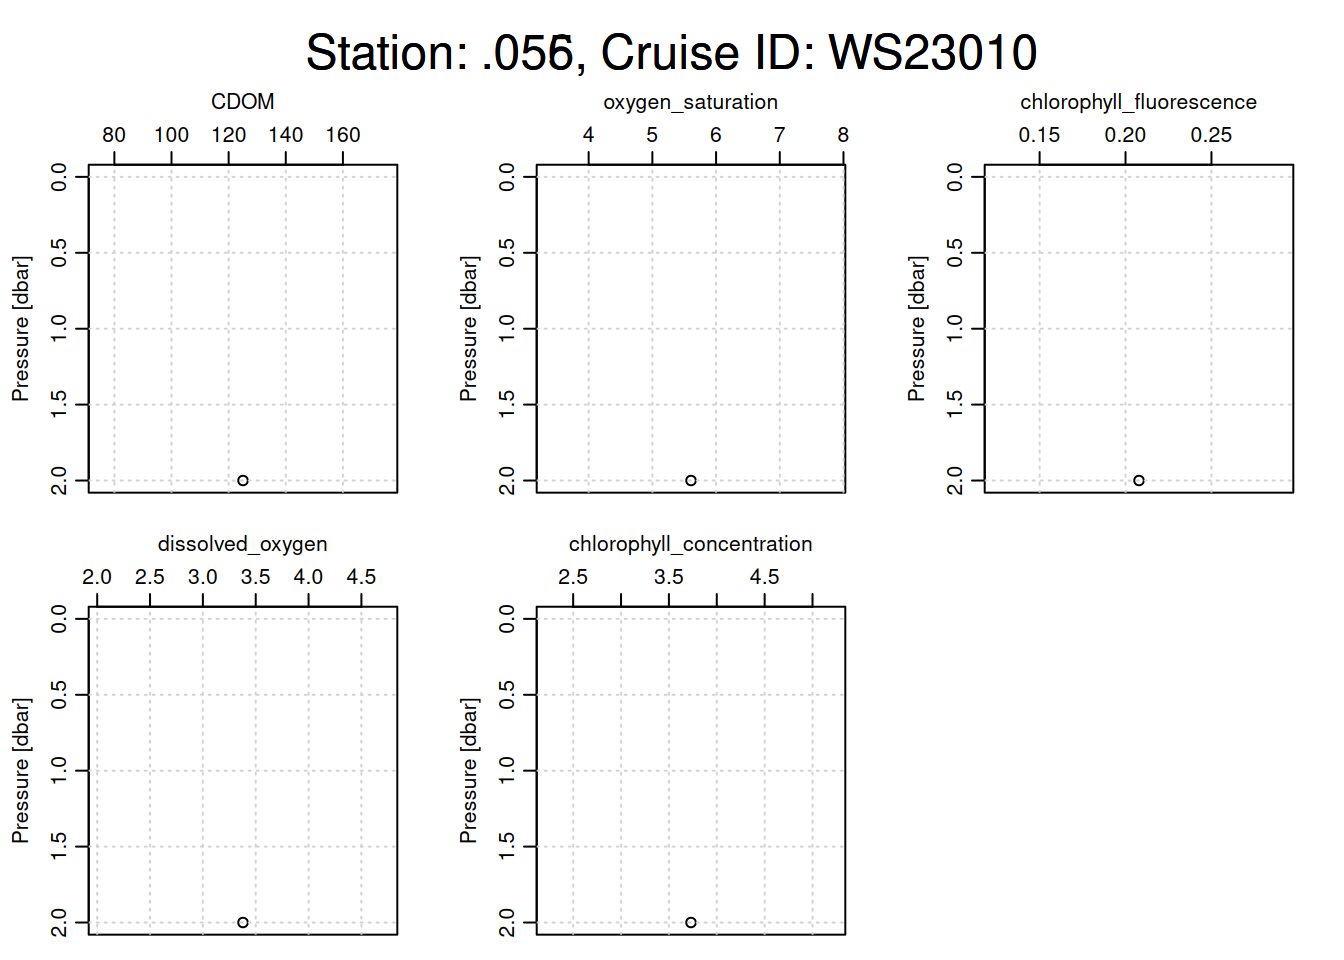 Station: , Cruise ID: WS23010
CDOM
80 100 120 140 160
0.0
0.5
1.0
1.5
2.0
Pressure [dbar]
oxygen_saturation
4 5 6 7 8
0.0
0.5
1.0
1.5
2.0
Pressure [dbar]
chlorophyll_fluorescence
0.15 0.20 0.25
0.0
0.5
1.0
1.5
2.0
Pressure [dbar]
dissolved_oxygen
2.0 2.5 3.0 3.5 4.0 4.5
0.0
0.5
1.0
1.5
2.0
Pressure [dbar]
chlorophyll_concentration
2.5 3.5 4.5
0.0
0.5
1.0
1.5
2.0
Pressure [dbar]